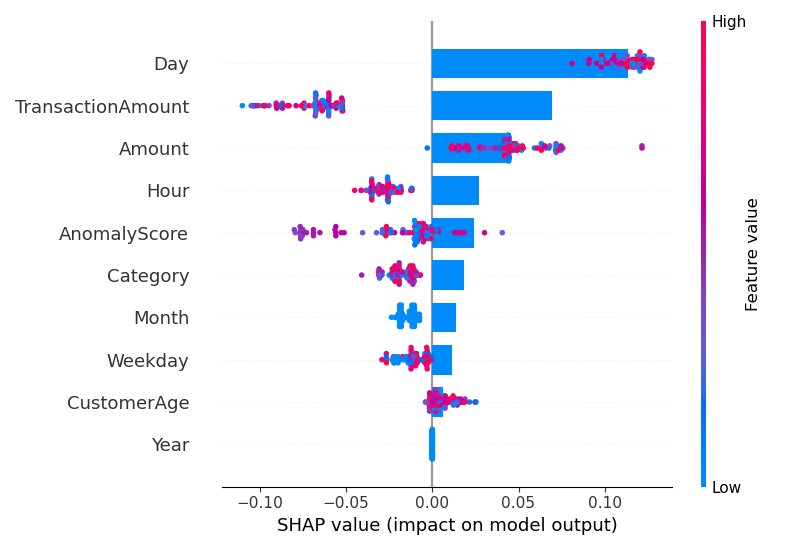 High
Day
TransactionAmount
Amount
Hour
AnomalyScore
Category
Month
Weekday
CustomerAge
Year
Feature value
Low
−0.10 −0.05 0.00 0.05 0.10
SHAP value (impact on model output)